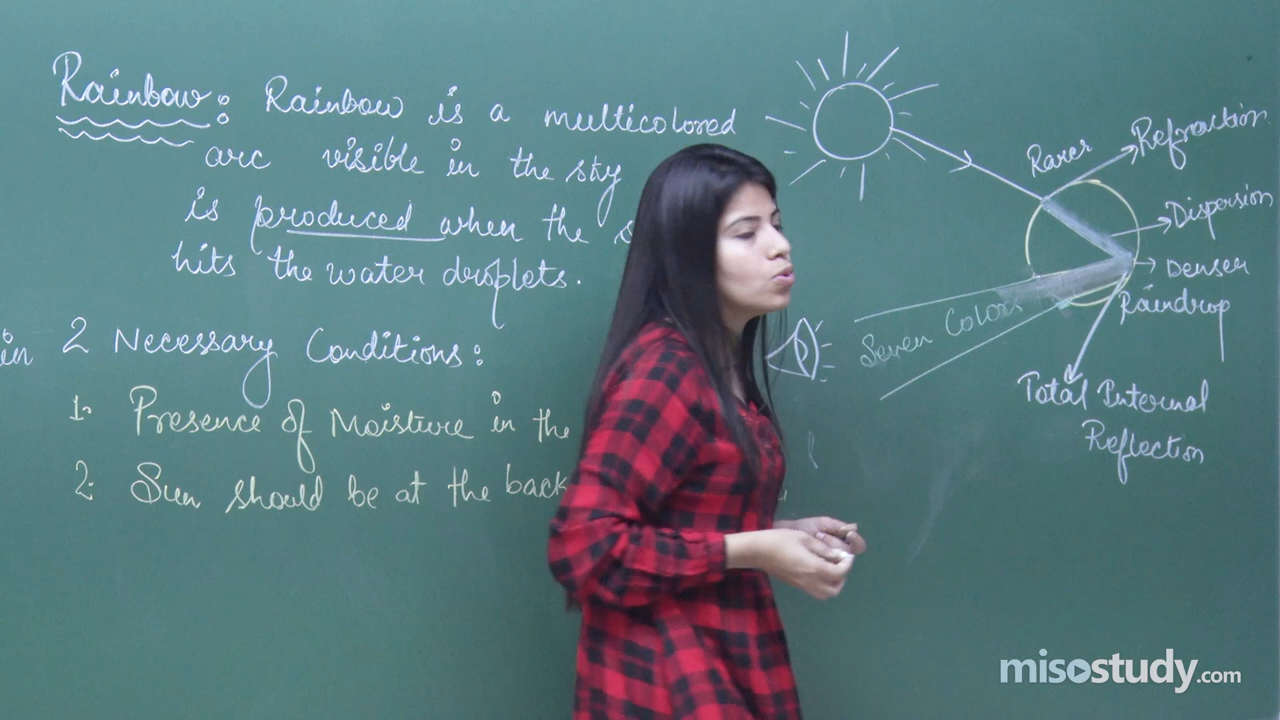 Rainbow: Rainbow is a multicolored
arc visible in the sky
is produced when the
hits the water droplets.
in 2 Necessary Conditions:
1. Presence of Moisture in the
2. Sun should be at the back
Rarer
Refraction
Dispersion
Denser
Raindrop
Seven Colors
Total Internal
Reflection
misostudy.com